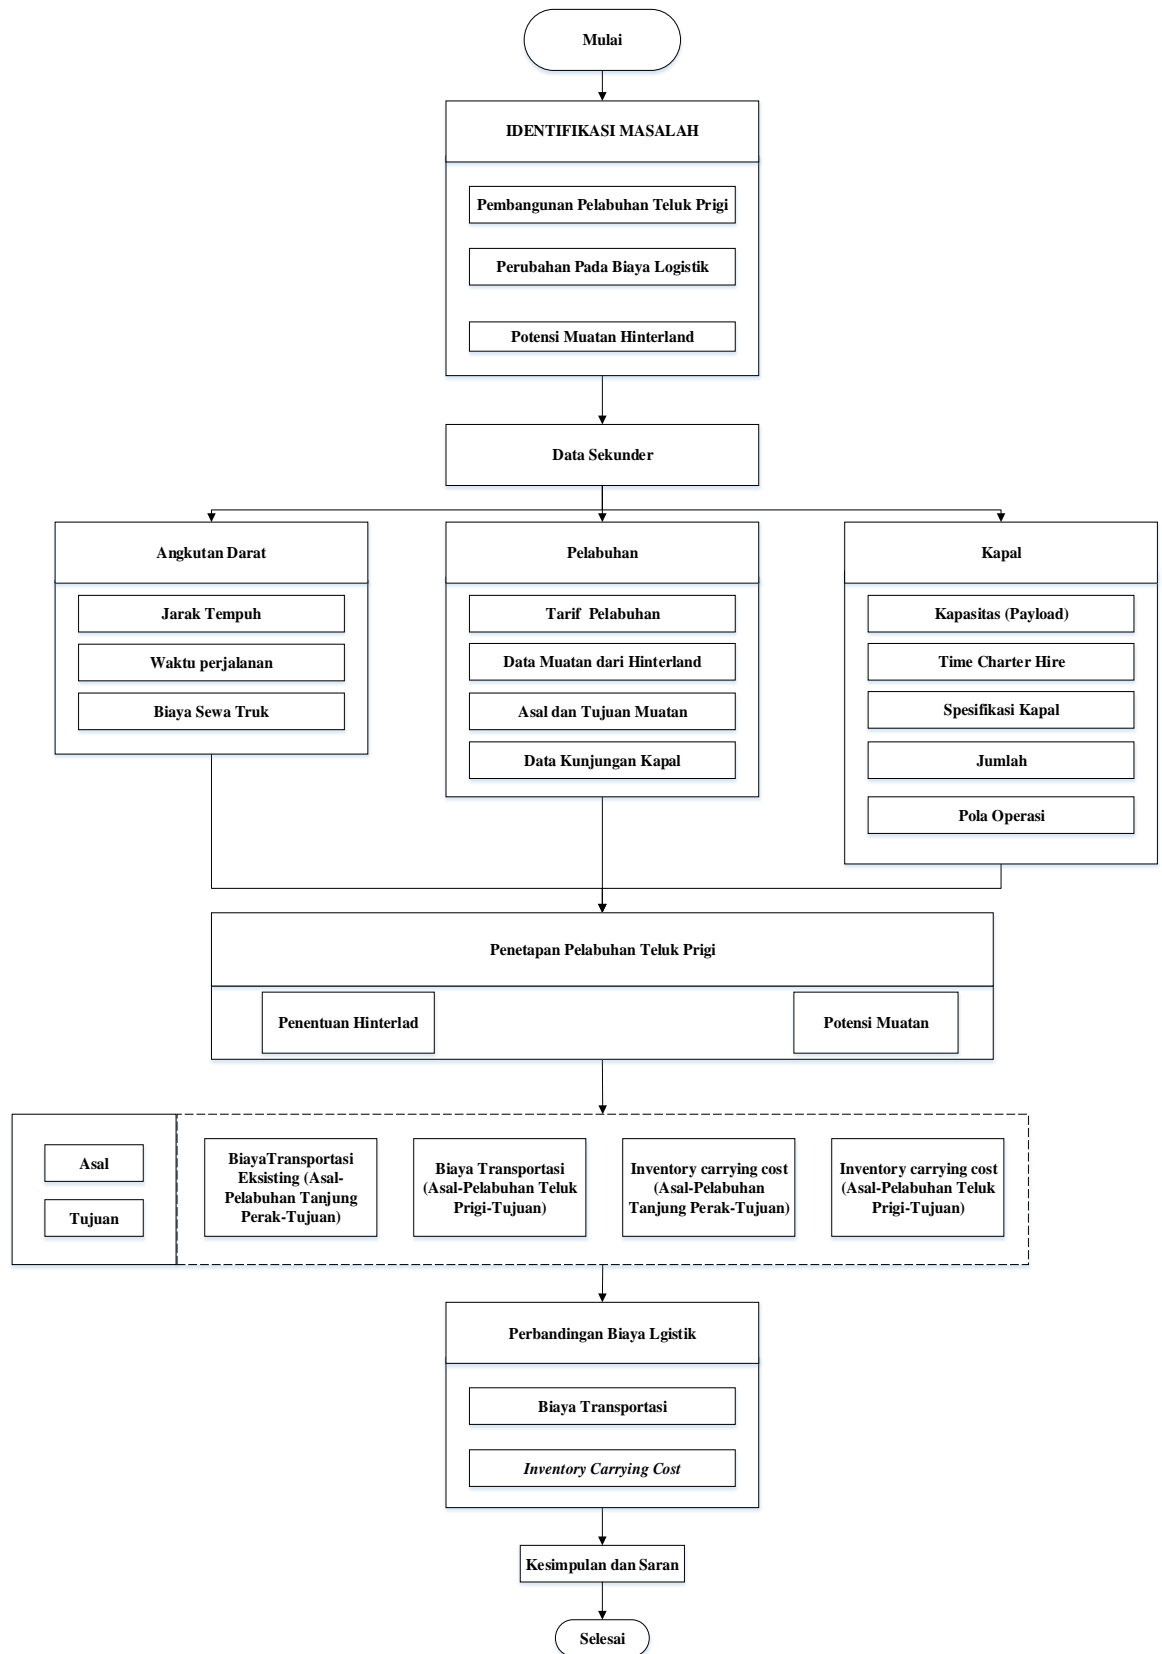 Mulai
IDENTIFIKASI MASALAH
Pembangunan Pelabuhan Teluk Prigi
Perubahan Pada Biaya Logistik
Potensi Muatan Hinterland
Data Sekunder
Angkutan Darat
Jarak Tempuh
Waktu perjalanan
Biaya Sewa Truk
Pelabuhan
Tarif Pelabuhan
Data Muatan dari Hinterland
Asal dan Tujuan Muatan
Data Kunjungan Kapal
Kapal
Kapasitas (Payload)
Time Charter Hire
Spesifikasi Kapal
Jumlah
Pola Operasi
Penetapan Pelabuhan Teluk Prigi
Penentuan Hinterlad
Potensi Muatan
Asal
Tujuan
BiayaTransportasi
Eksisting (Asal-
Pelabuhan Tanjung
Perak-Tujuan)
Biaya Transportasi
(Asal-Pelabuhan Teluk
Prigi-Tujuan)
Inventory carrying cost
(Asal-Pelabuhan
Tanjung Perak-Tujuan)
Inventory carrying cost
(Asal-Pelabuhan Teluk
Prigi-Tujuan)
Perbandingan Biaya Lgistik
Biaya Transportasi
Inventory Carrying Cost
Kesimpulan dan Saran
Selesai